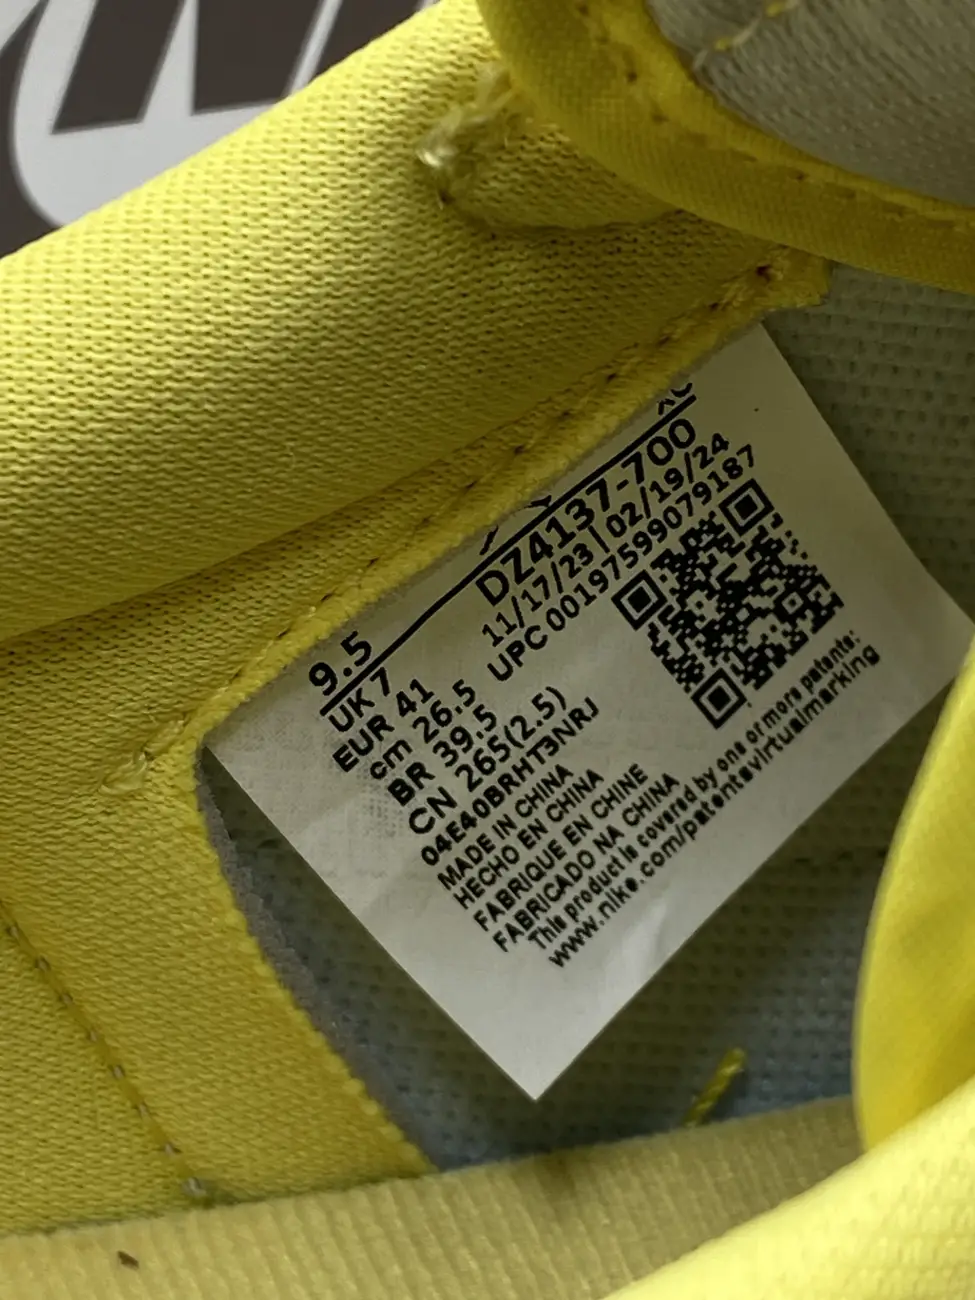 9.5
DZ4137-700
UK 7
11/17/23 | 02/19/24
EUR 41
UPC 00197599079187
cm 26.5
BR 39.5
CN 265(2.5)
04E40BRHT3NRJ
MADE IN CHINA
HECHO EN CHINA
FABRIQUE EN CHINE
FABRICADO NA CHINA
This product is covered by one or more patents:
www.nike.com/patentsvirtualmarking